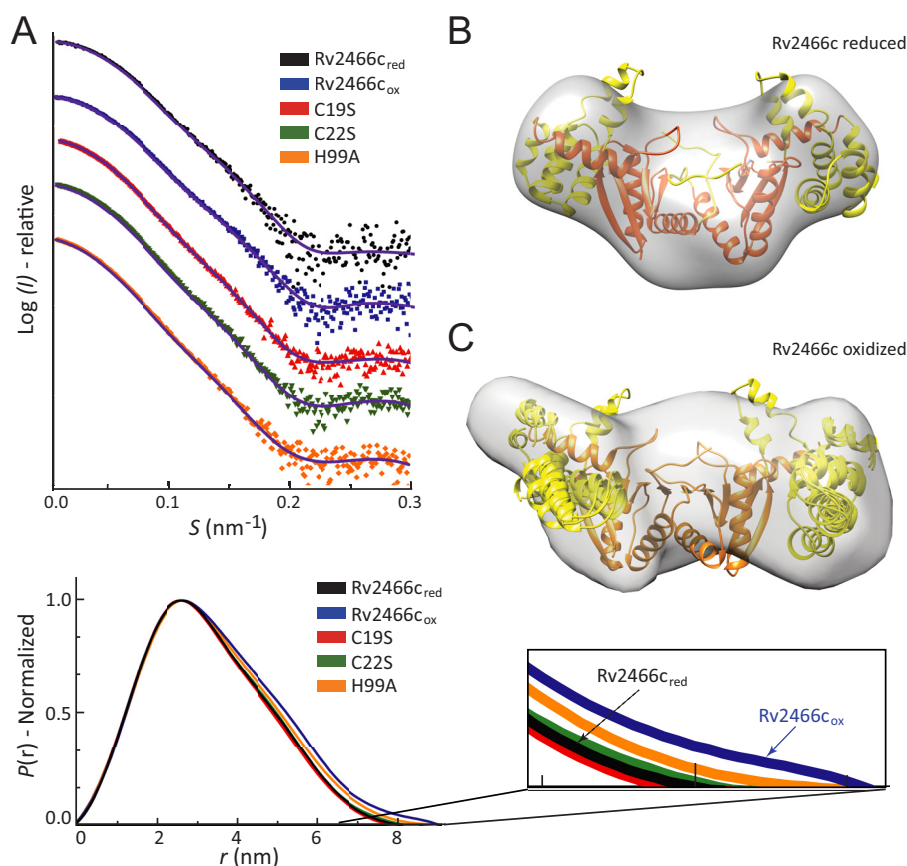 A
Rv2466c_red
Rv2466c_ox
C19S
C22S
H99A
Log (I) - relative
0.0 0.1 0.2 0.3
S (nm⁻¹)
B
Rv2466c reduced
C
Rv2466c oxidized
Rv2466c_red
Rv2466c_ox
C19S
C22S
H99A
P(r) - Normalized
1.0
0.5
0.0
0 2 4 6 8
r (nm)
Rv2466c_red
Rv2466c_ox